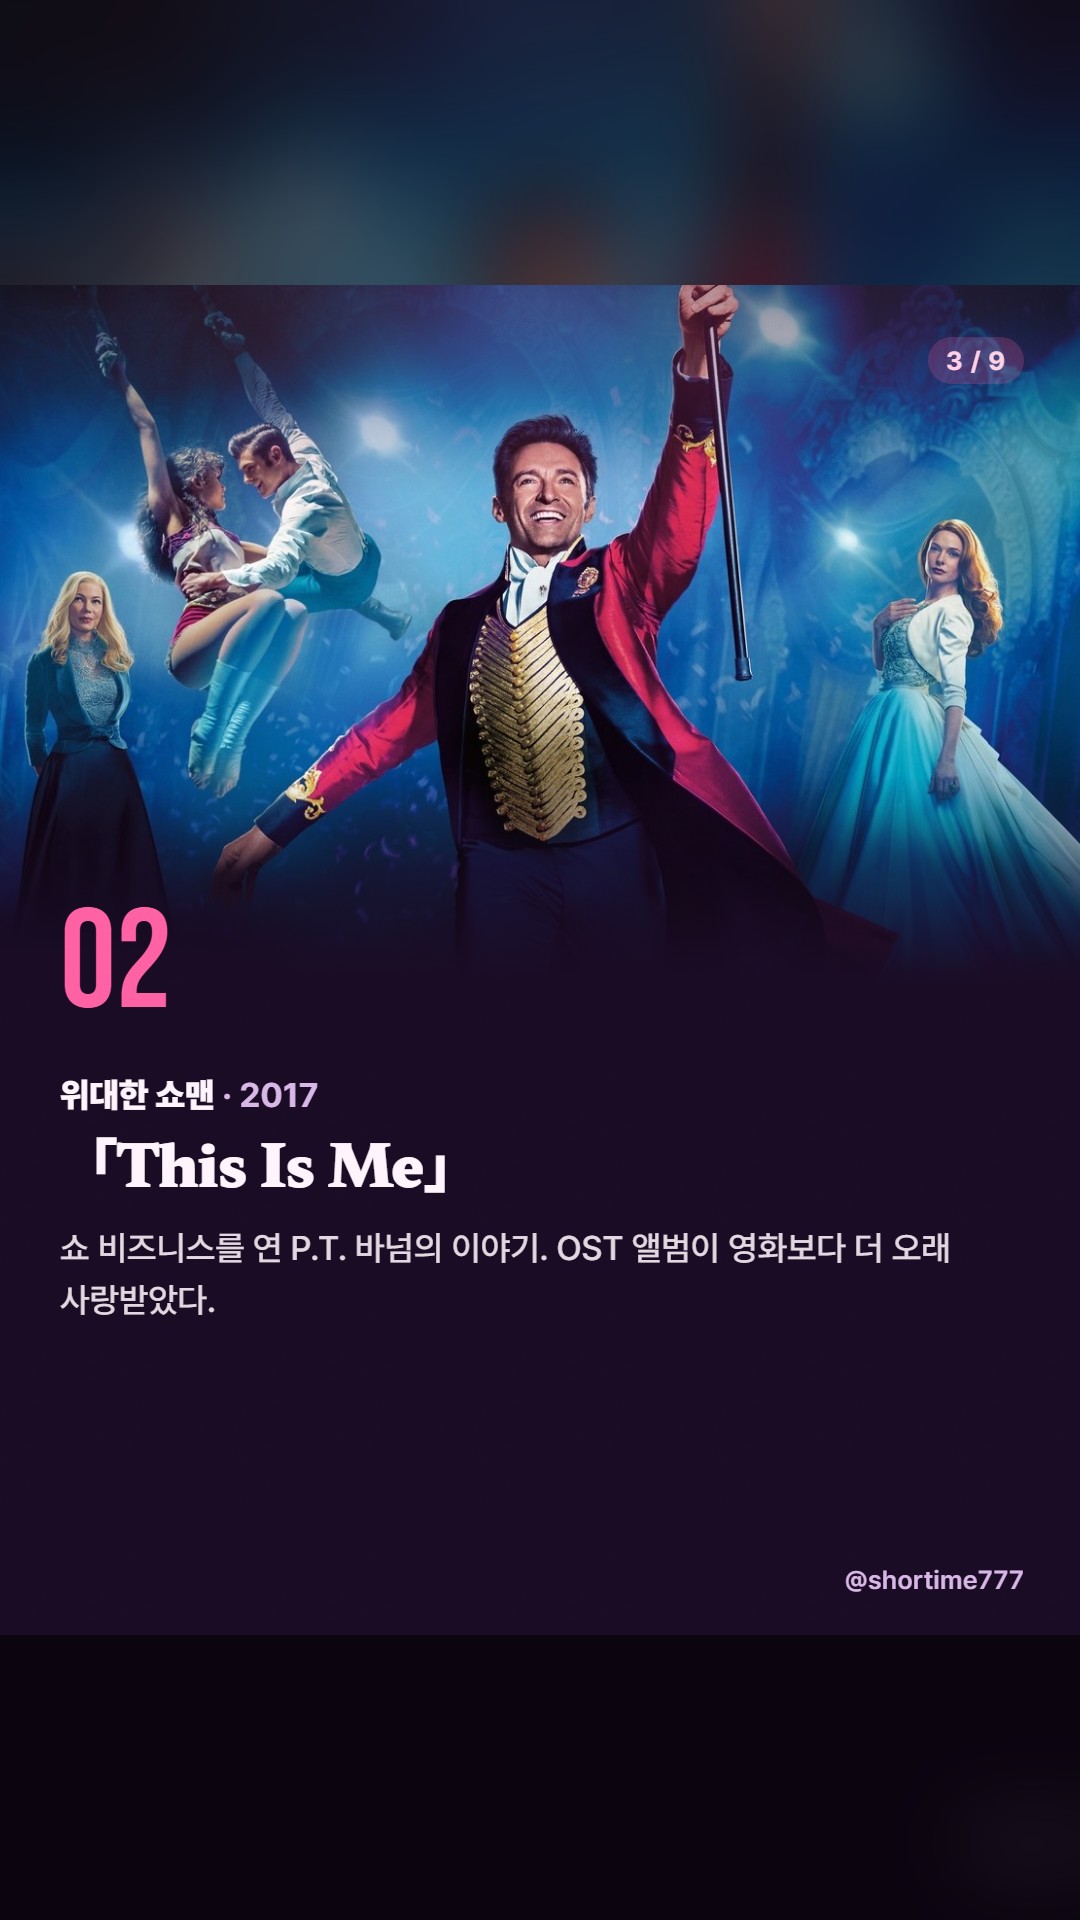 3 / 9
02
위대한 쇼맨 · 2017
「This Is Me」
쇼 비즈니스를 연 P.T. 바넘의 이야기. OST 앨범이 영화보다 더 오래
사랑받았다.
@shortime777